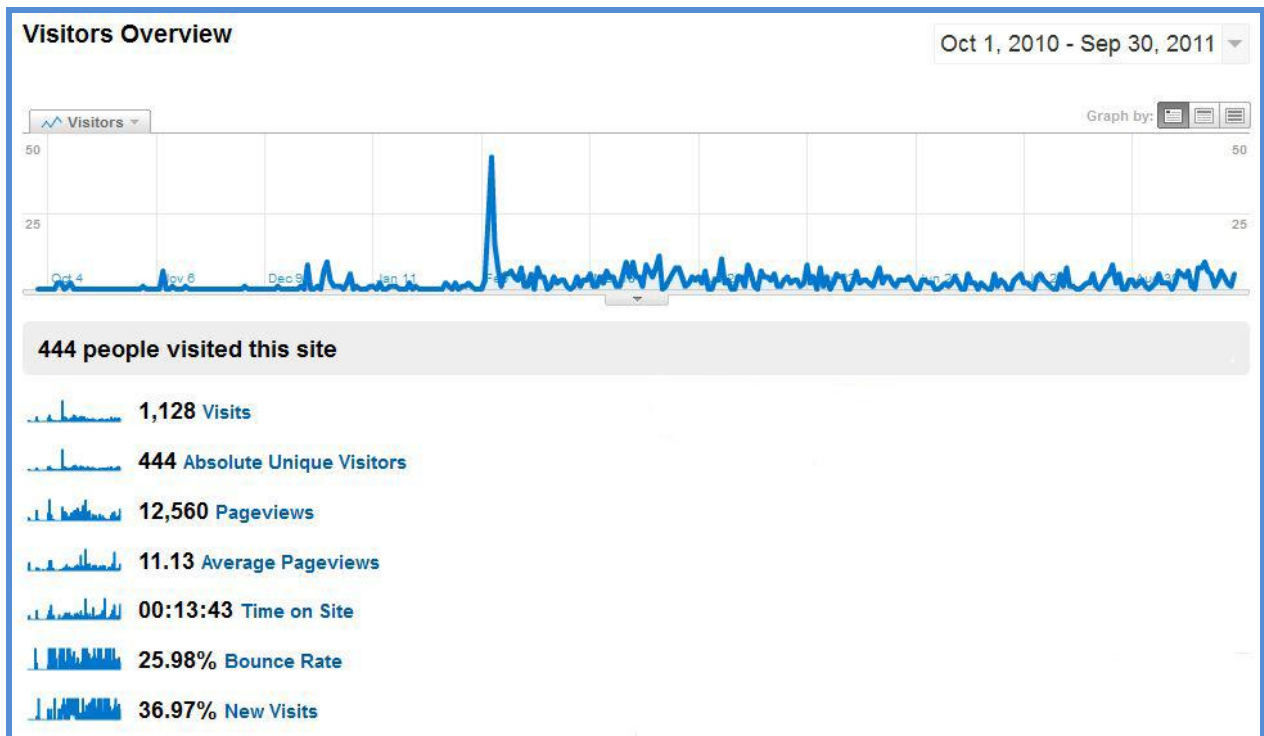 Visitors Overview
Oct 1, 2010 - Sep 30, 2011
Visitors
Graph by:
50
50
25
25
Oct 4
Nov 6
Dec 9
Jan 11
444 people visited this site
1,128 Visits
444 Absolute Unique Visitors
12,560 Pageviews
11.13 Average Pageviews
00:13:43 Time on Site
25.98% Bounce Rate
36.97% New Visits